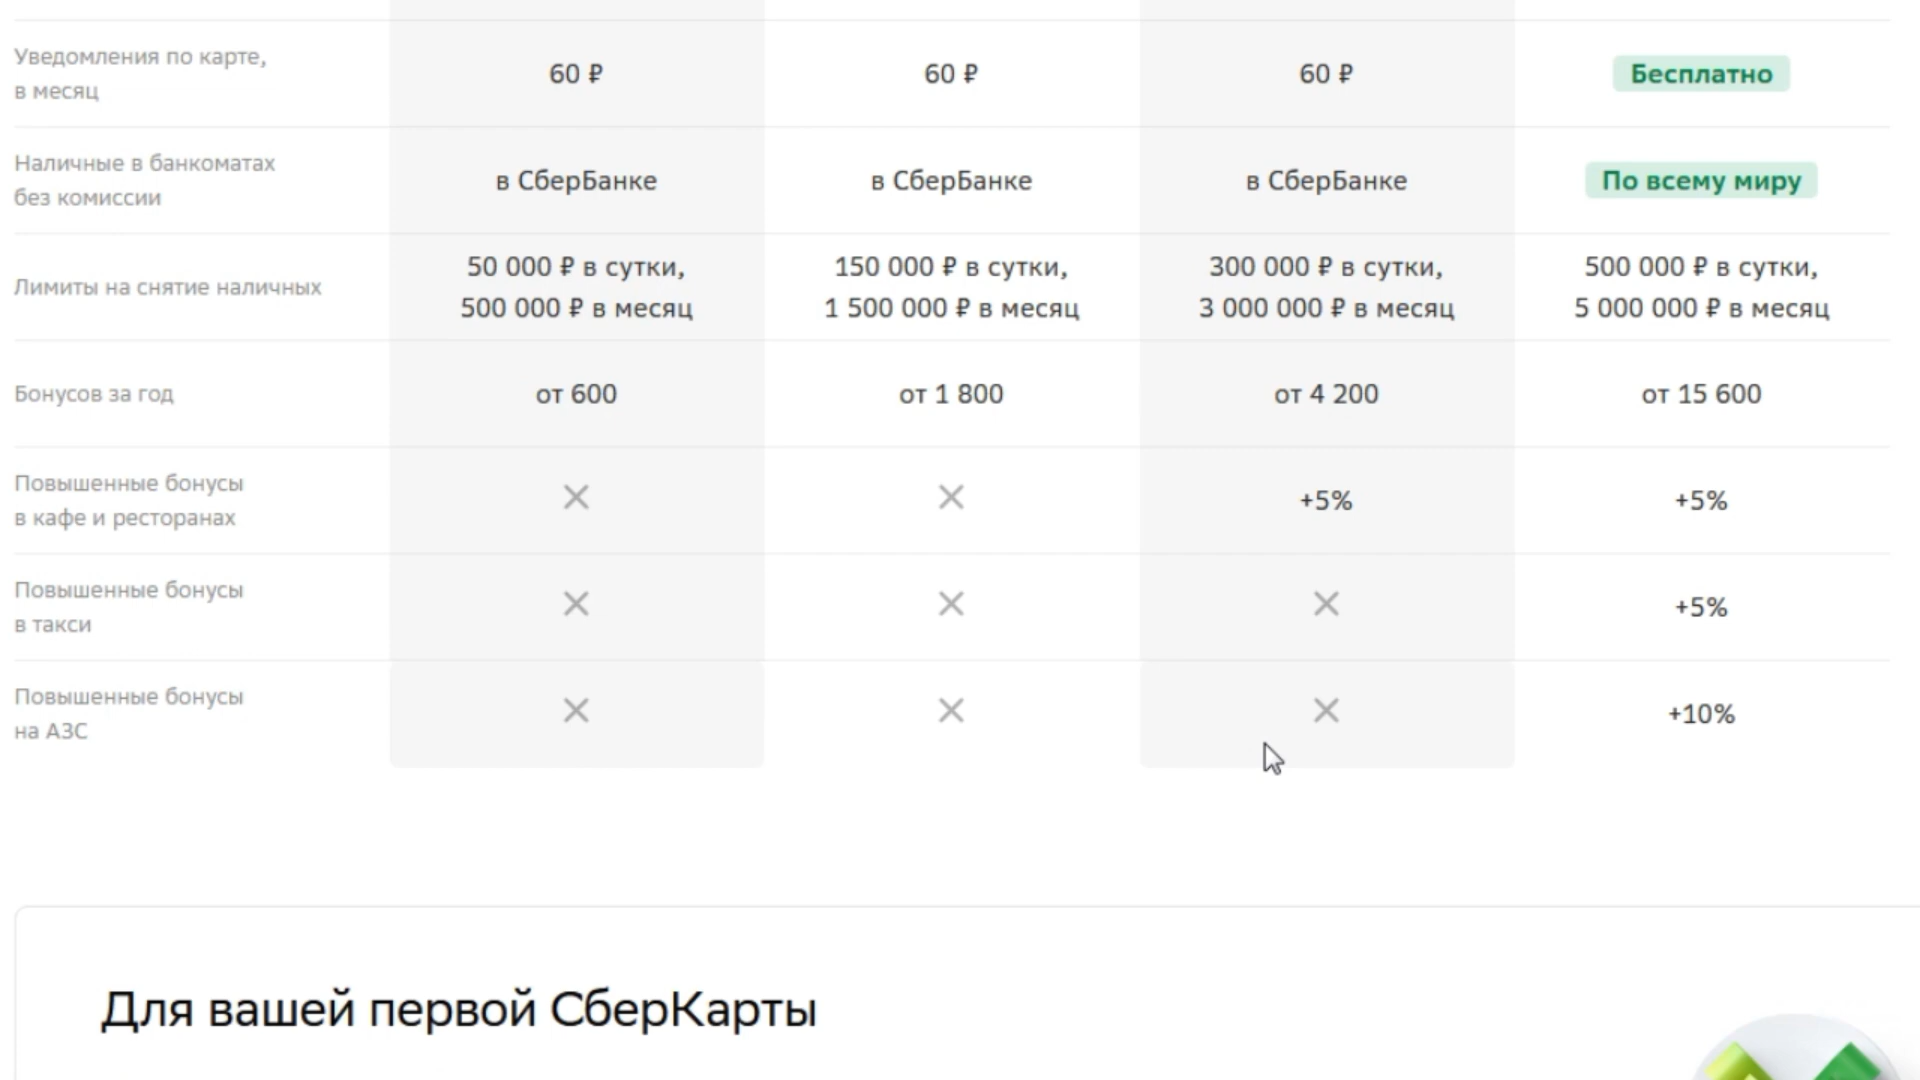 Уведомления по карте,
в месяц
60 ₽
60 ₽
60 ₽
Бесплатно
Наличные в банкоматах
без комиссии
в СберБанке
в СберБанке
в СберБанке
По всему миру
Лимиты на снятие наличных
50 000 ₽ в сутки,
500 000 ₽ в месяц
150 000 ₽ в сутки,
1 500 000 ₽ в месяц
300 000 ₽ в сутки,
3 000 000 ₽ в месяц
500 000 ₽ в сутки,
5 000 000 ₽ в месяц
Бонусов за год
от 600
от 1 800
от 4 200
от 15 600
Повышенные бонусы
в кафе и ресторанах
+5%
+5%
Повышенные бонусы
в такси
+5%
Повышенные бонусы
на АЗС
+10%
Для вашей первой СберКарты